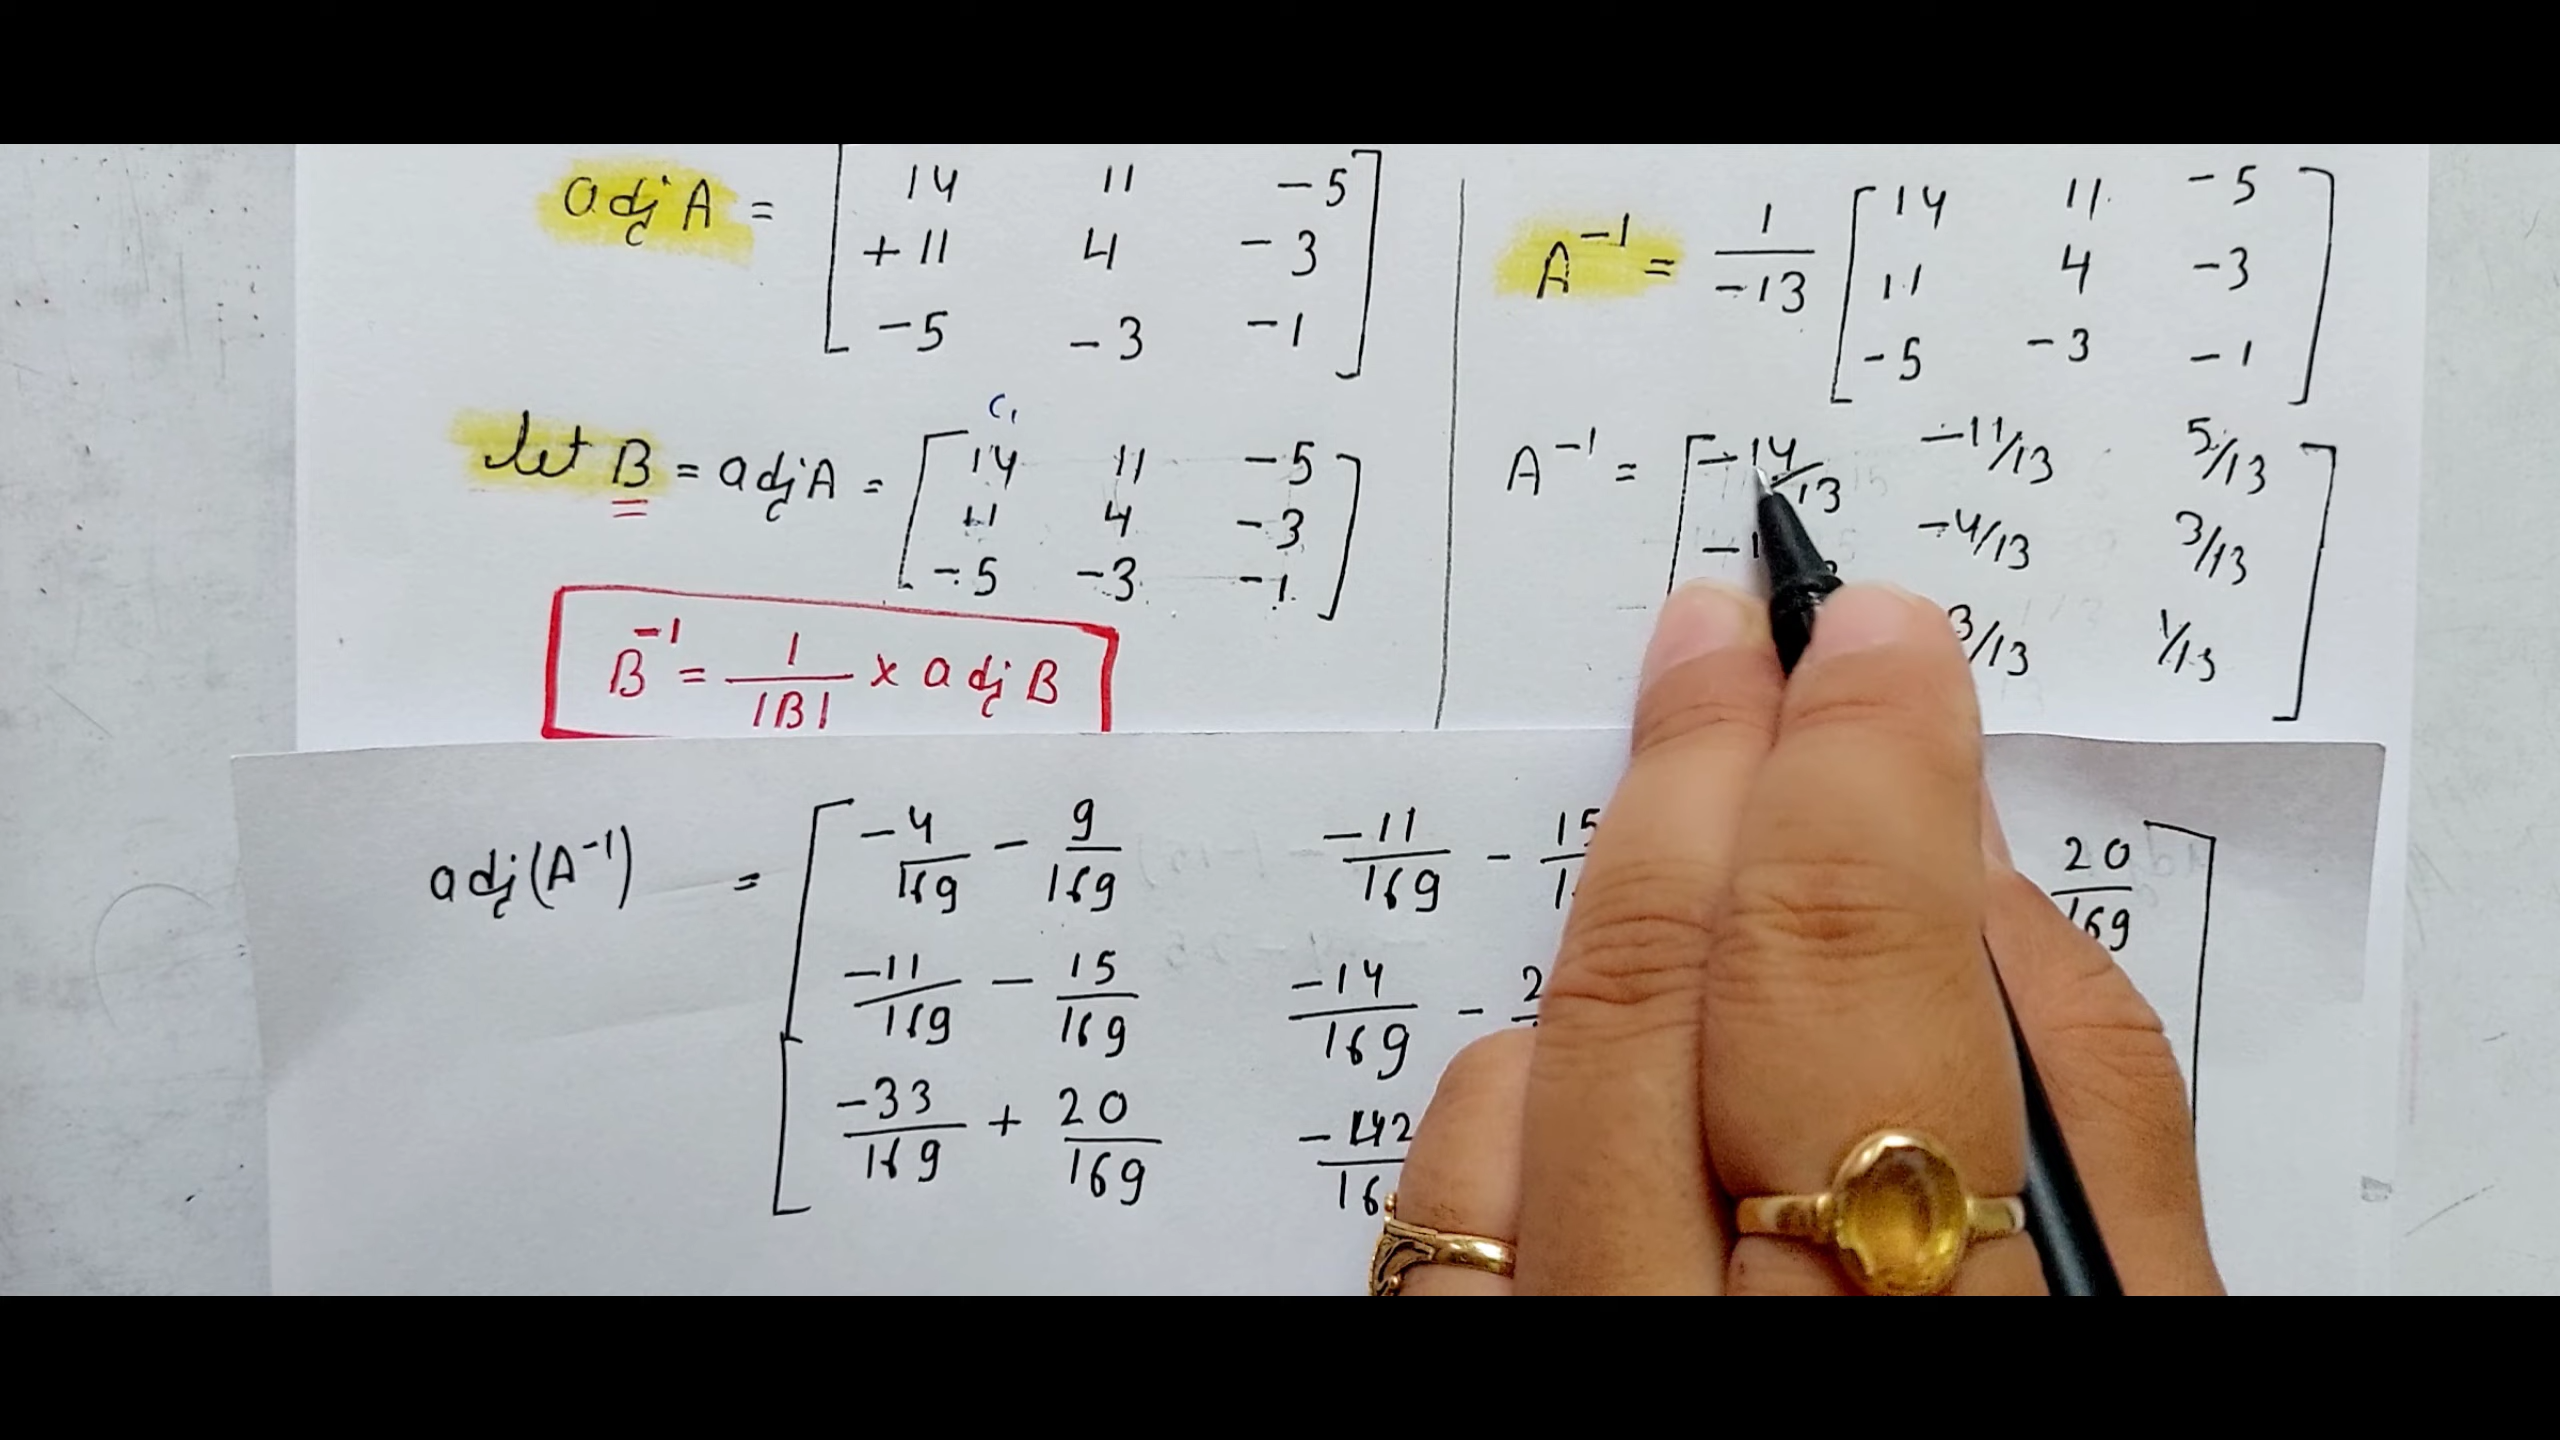 adj A = [ 14 11 -5
+11 4 -3
-5 -3 -1 ]
let B = adj A = [ 14 11 -5
11 4 -3
-5 -3 -1 ]
C₁
B⁻¹ = 1/|B| × adj B
A⁻¹ = 1/-13 [ 14 11 -5
11 4 -3
-5 -3 -1 ]
A⁻¹ = [ -14/13 -11/13 5/13
-4/13 3/13
3/13 1/13 ]
adj(A⁻¹) = [ -4/169 - 9/169 -11/169 - 20/169
-11/169 - 15/169 -14/169 -
-33/169 + 20/169 ]